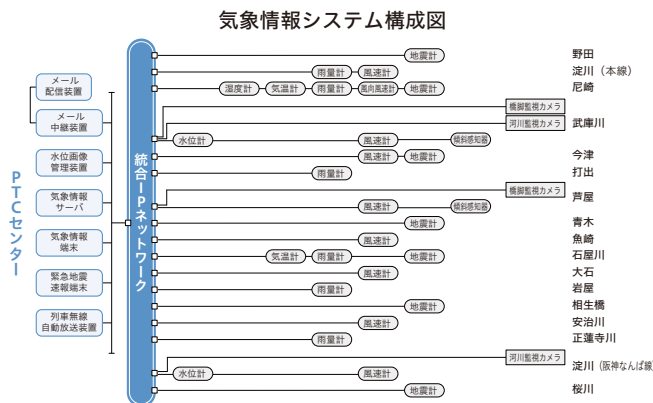 気象情報システム構成図
PTCセンター
メール
配信装置
メール
中継装置
水位画像
管理装置
気象情報
サーバ
気象情報
端末
緊急地震
速報端末
列車無線
自動放送装置
統合IPネットワーク
地震計 野田
雨量計 風速計 淀川（本線）
湿度計 気温計 雨量計 風向風速計 地震計 尼崎
橋脚監視カメラ
河川監視カメラ 武庫川
水位計 風速計 傾斜感知器
風速計 地震計 今津
雨量計 打出
橋脚監視カメラ 芦屋
風速計 傾斜感知器
地震計 青木
風速計 魚崎
気温計 雨量計 地震計 石屋川
風速計 大石
雨量計 岩屋
地震計 相生橋
風速計 安治川
雨量計 正蓮寺川
河川監視カメラ
淀川（阪神なんば線
水位計 風速計
地震計 桜川